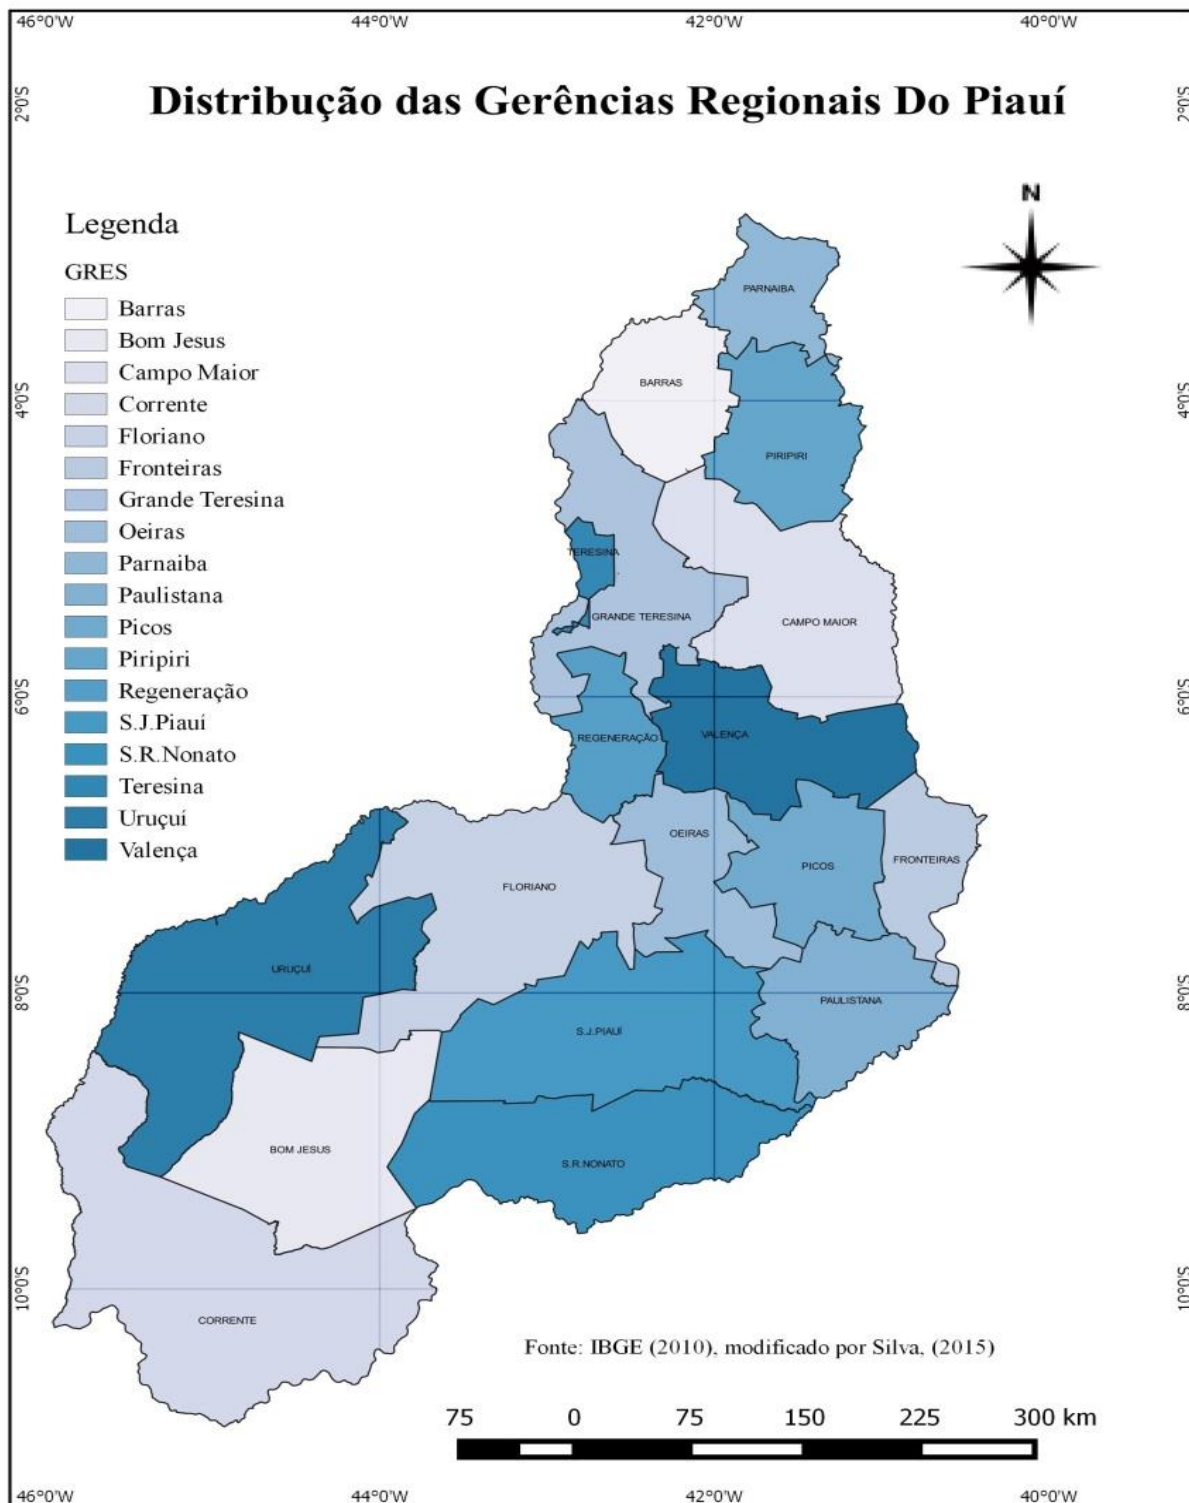 46°0'W 44°0'W 42°0'W 40°0'W
Distribução das Gerências Regionais Do Piauí
2°0'S 2°0'S
N
Legenda
GRES
Barras
Bom Jesus
Campo Maior
Corrente
Floriano
Fronteiras
Grande Teresina
Oeiras
Parnaiba
Paulistana
Picos
Piripiri
Regeneração
S.J.Piauí
S.R.Nonato
Teresina
Uruçuí
Valença
PARNAIBA
BARRAS
4°0'S 4°0'S
PIRIPIRI
TERESINA
GRANDE TERESINA
CAMPO MAIOR
6°0'S 6°0'S
REGENERAÇÃO
VALENÇA
OEIRAS
FRONTEIRAS
PICOS
FLORIANO
URUÇUÍ
8°0'S 8°0'S
PAULISTANA
S.J.PIAUÍ
BOM JESUS
S.R.NONATO
10°0'S 10°0'S
CORRENTE
Fonte: IBGE (2010), modificado por Silva, (2015)
75 0 75 150 225 300 km
46°0'W 44°0'W 42°0'W 40°0'W